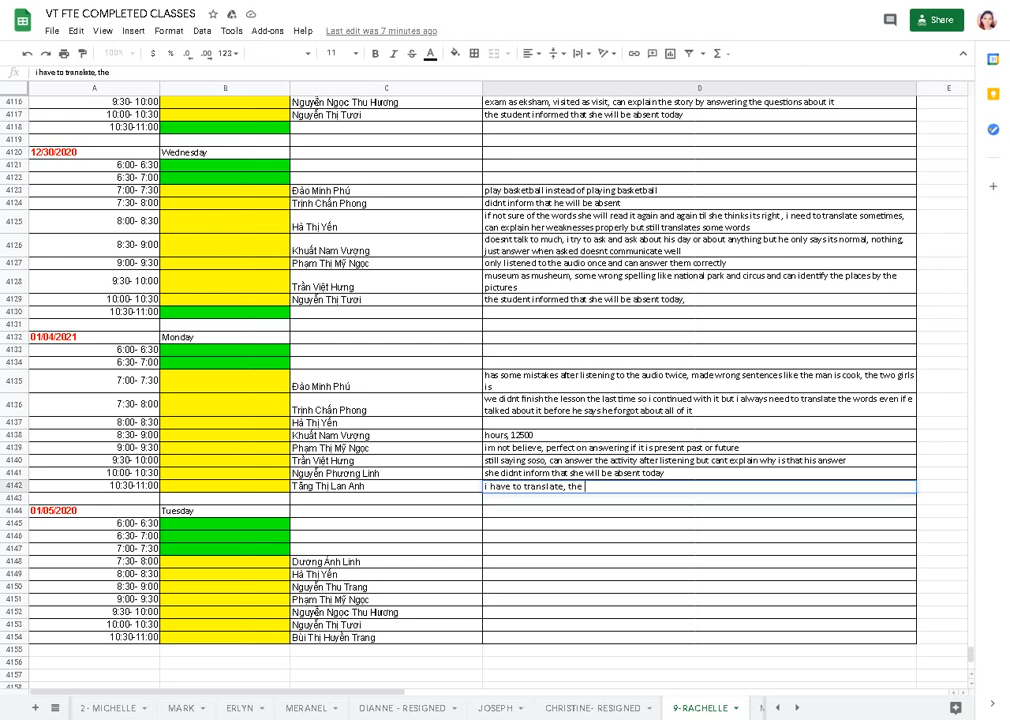 VT FTE COMPLETED CLASSES
File Edit View Insert Format Data Tools Add-ons Help Last edit was 7 minutes ago
Share
100% $ % .0 .00 123 11 B I S A
fx i have to translate, the
A B C D E
4116 9:30- 10:00 Nguyễn Ngọc Thu Hương exam as eksham, visited as visit, can explain the story by answering the questions about it
4117 10:00- 10:30 Nguyễn Thị Tươi the student informed that she will be absent today
4118 10:30-11:00
4119
4120 12/30/2020 Wednesday
4121 6:00- 6:30
4122 6:30- 7:00
4123 7:00- 7:30 Đào Minh Phú play basketball instead of playing basketball
4124 7:30- 8:00 Trịnh Chấn Phong didnt inform that he will be absent
4125 8:00- 8:30 Hà Thị Yến if not sure of the words she will read it again and again til she thinks its right , i need to translate sometimes,
can explain her weaknesses properly but still translates some words
4126 8:30- 9:00 Khuất Nam Vượng doesnt talk to much, i try to ask and ask about his day or about anything but he only says its normal, nothing,
just answer when asked doesnt communicate well
4127 9:00- 9:30 Phạm Thị Mỹ Ngọc only listened to the audio once and can answer them correctly
4128 9:30- 10:00 Trần Việt Hưng museum as musheum, some wrong spelling like national park and circus and can identify the places by the
pictures
4129 10:00- 10:30 Nguyễn Thị Tươi the student informed that she will be absent today,
4130 10:30-11:00
4131
4132 01/04/2021 Monday
4133 6:00- 6:30
4134 6:30- 7:00
4135 7:00- 7:30 Đào Minh Phú has some mistakes after listening to the audio twice, made wrong sentences like the man is cook, the two girls
is
4136 7:30- 8:00 Trịnh Chấn Phong we didnt finish the lesson the last time so i continued with it but i always need to translate the words even if e
talked about it before he says he forgot about all of it
4137 8:00- 8:30 Hà Thị Yến
4138 8:30- 9:00 Khuất Nam Vượng hours, 12500
4139 9:00- 9:30 Phạm Thị Mỹ Ngọc im not believe, perfect on answering if it is present past or future
4140 9:30- 10:00 Trần Việt Hưng still saying soso, can answer the activity after listening but cant explain why is that his answer
4141 10:00- 10:30 Nguyễn Phương Linh she didnt inform that she will be absent today
4142 10:30-11:00 Tăng Thị Lan Anh i have to translate, the
4143
4144 01/05/2020 Tuesday
4145 6:00- 6:30
4146 6:30- 7:00
4147 7:00- 7:30
4148 7:30- 8:00 Dương Ánh Linh
4149 8:00- 8:30 Hà Thị Yến
4150 8:30- 9:00 Nguyễn Thu Trang
4151 9:00- 9:30 Phạm Thị Mỹ Ngọc
4152 9:30- 10:00 Nguyễn Ngọc Thu Hương
4153 10:00- 10:30 Nguyễn Thị Tươi
4154 10:30-11:00 Bùi Thị Huyền Trang
4155
4156
4157
4158
2- MICHELLE MARK ERLYN MERANEL DIANNE - RESIGNED JOSEPH CHRISTINE- RESIGNED 9-RACHELLE